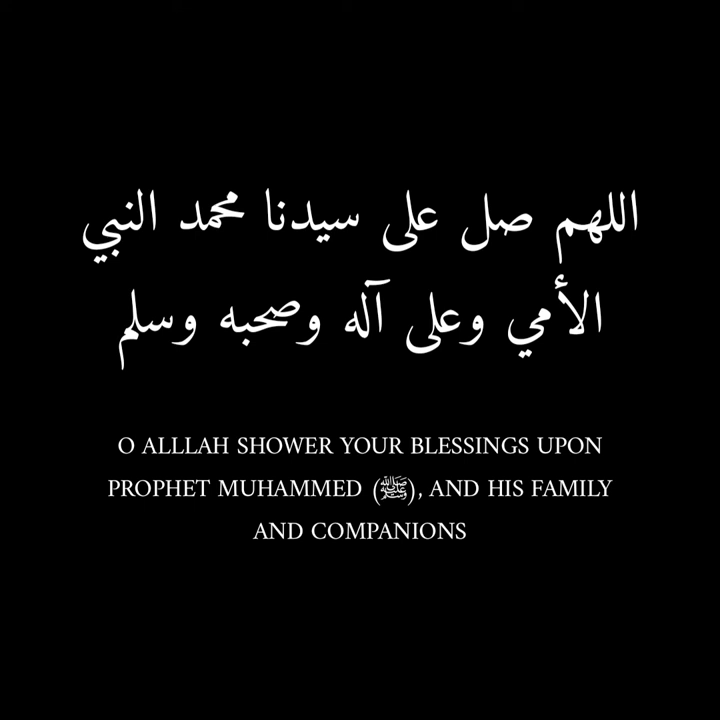 اللهم صل على سيدنا محمد النبي
الأمي وعلى آله وصحبه وسلم
O ALLLAH SHOWER YOUR BLESSINGS UPON
PROPHET MUHAMMED (ﷺ), AND HIS FAMILY
AND COMPANIONS